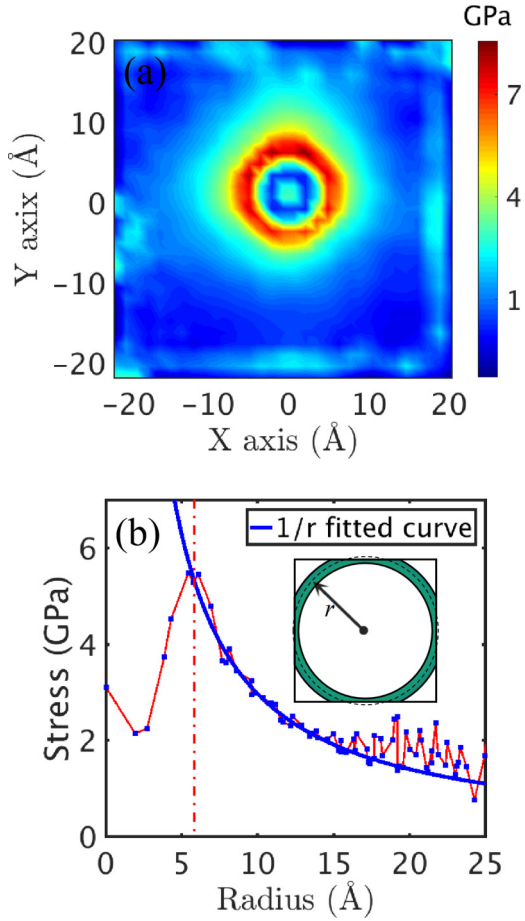 GPa
20
(a)
10
0
−10
−20
Y axix (Å)
7
4
1
−20 −10 0 10 20
X axis (Å)
(b)
1/r fitted curve
r
6
4
2
0
Stress (GPa)
0 5 10 15 20 25
Radius (Å)